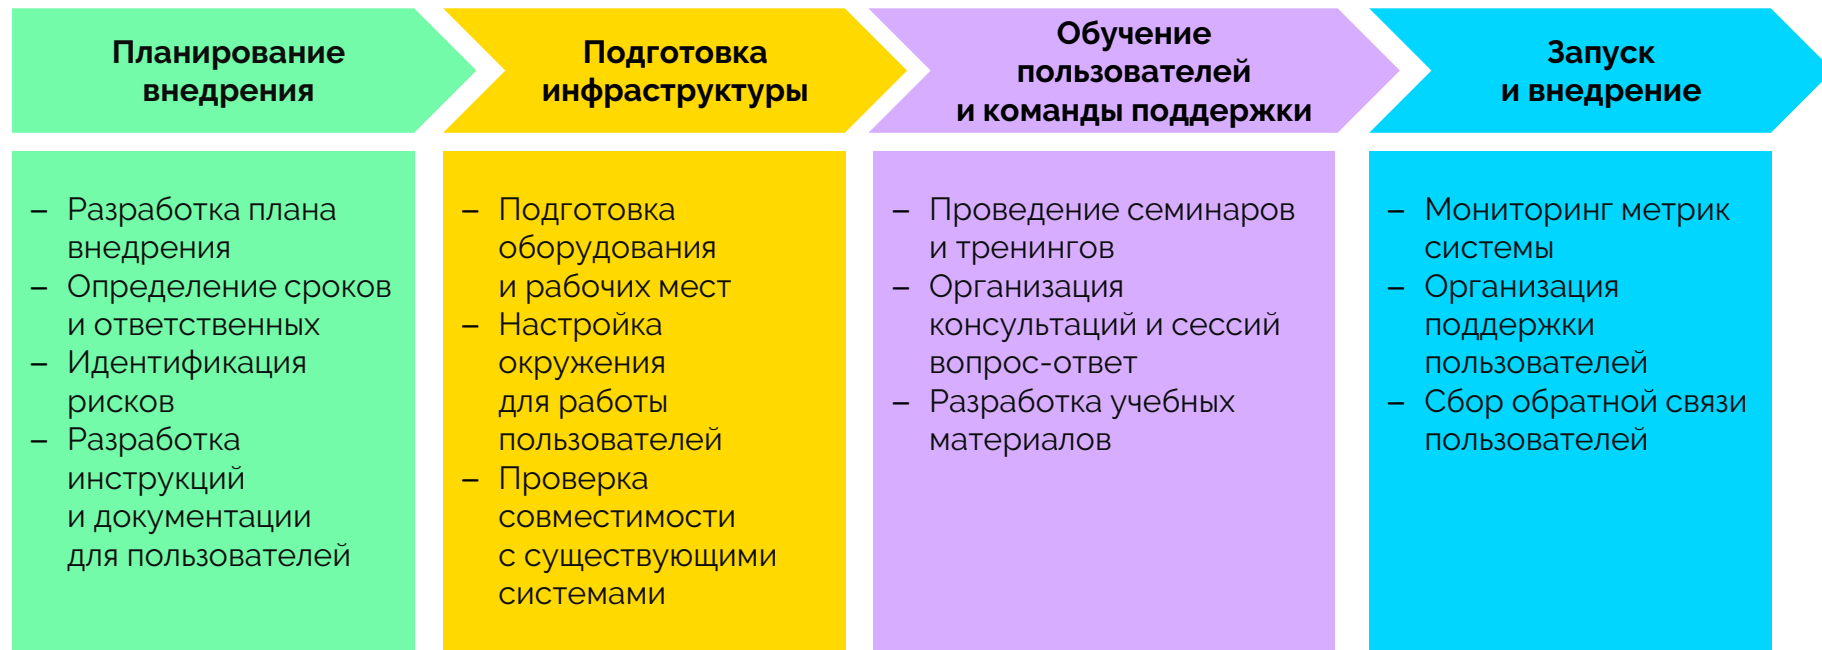 Планирование
внедрения
Подготовка
инфраструктуры
Обучение
пользователей
и команды поддержки
Запуск
и внедрение
– Разработка плана
внедрения
– Определение сроков
и ответственных
– Идентификация
рисков
– Разработка
инструкций
и документации
для пользователей
– Подготовка
оборудования
и рабочих мест
– Настройка
окружения
для работы
пользователей
– Проверка
совместимости
с существующими
системами
– Проведение семинаров
и тренингов
– Организация
консультаций и сессий
вопрос-ответ
– Разработка учебных
материалов
– Мониторинг метрик
системы
– Организация
поддержки
пользователей
– Сбор обратной связи
пользователей